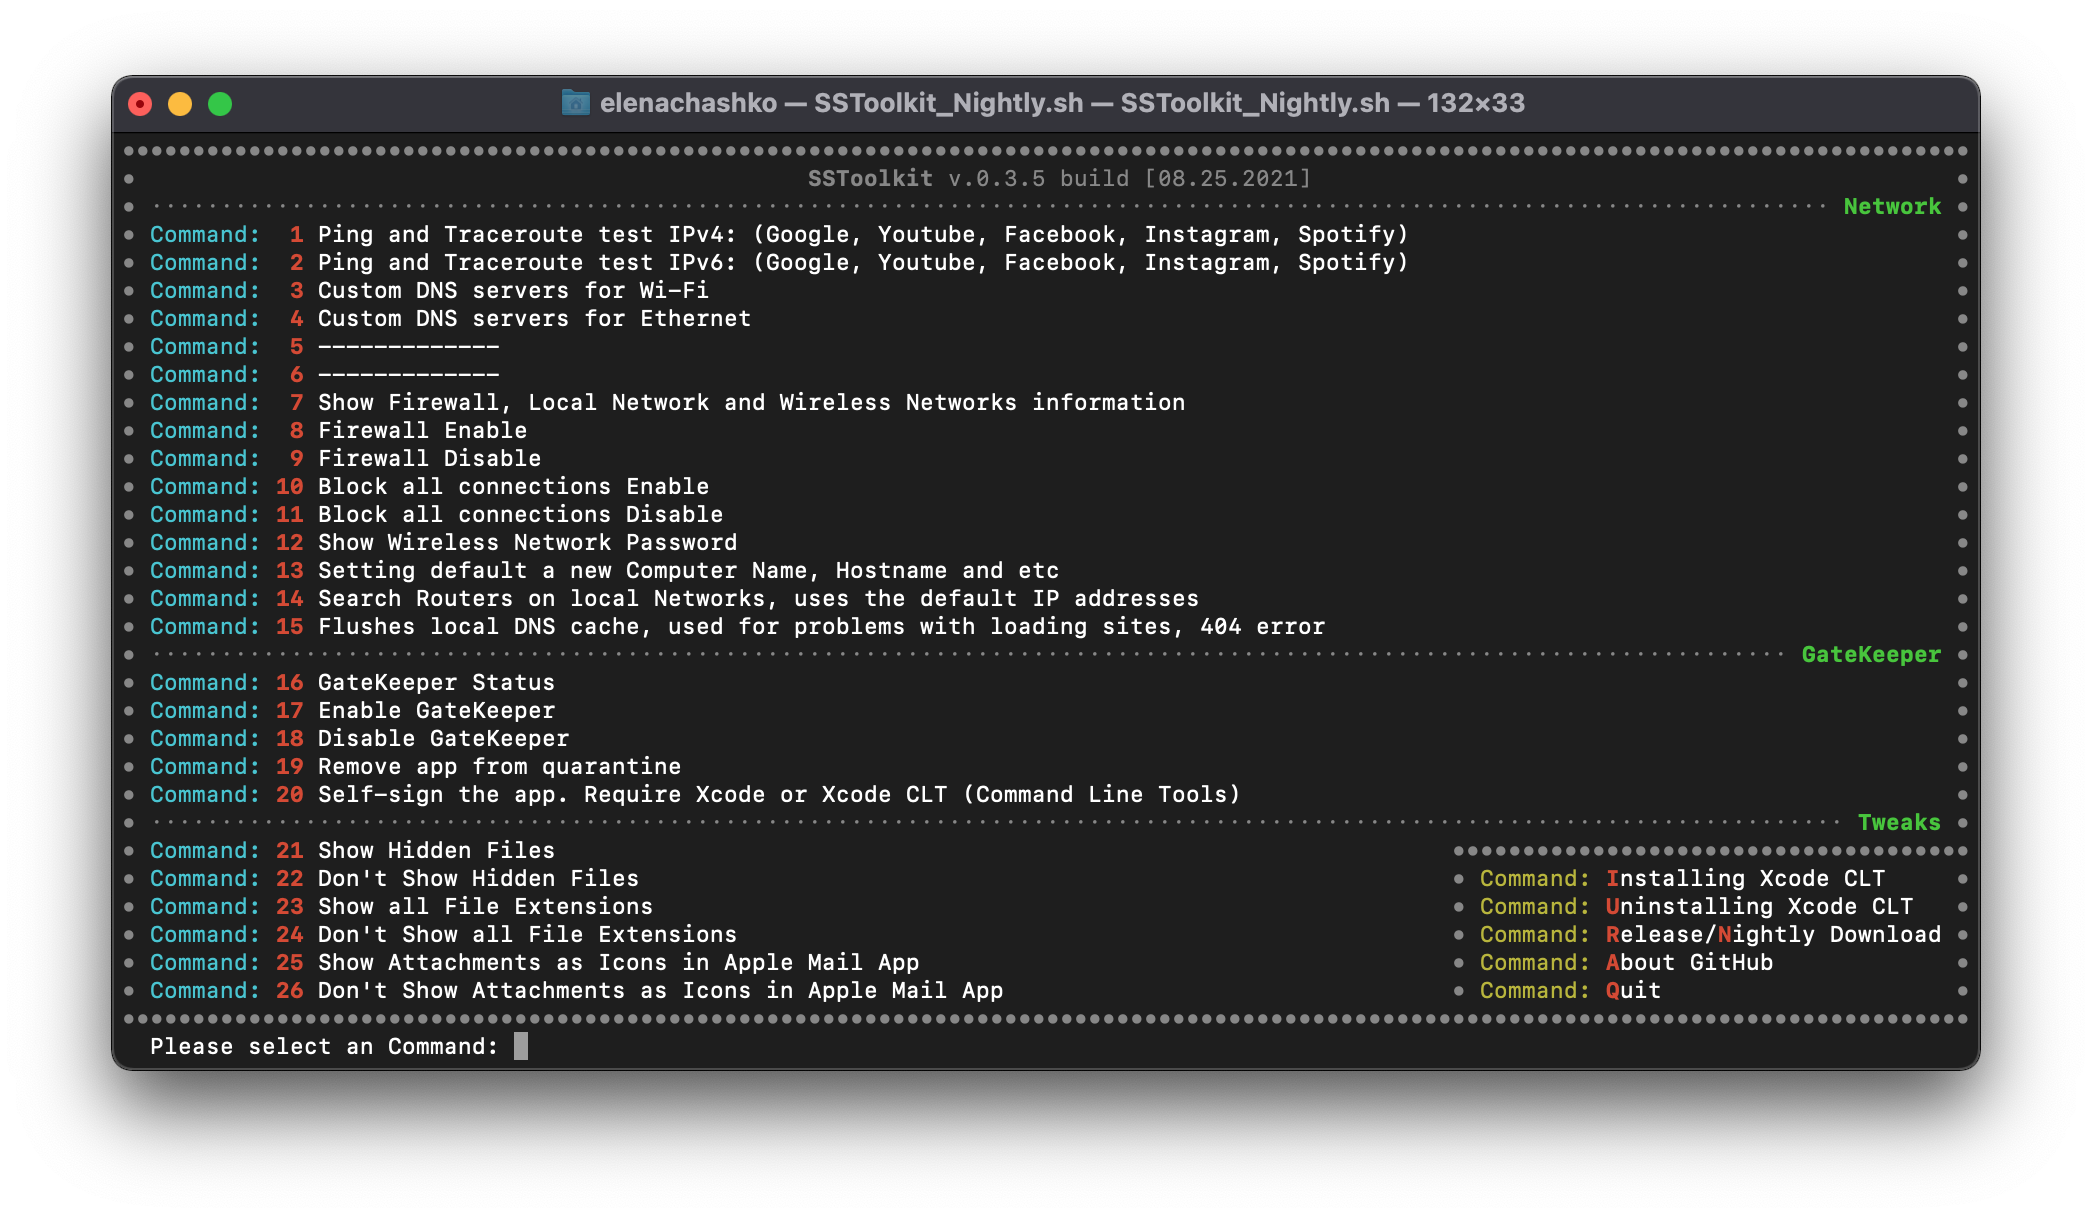 elenachashko — SSToolkit_Nightly.sh — SSToolkit_Nightly.sh — 132×33
SSToolkit v.0.3.5 build [08.25.2021]
Network
Command: 1 Ping and Traceroute test IPv4: (Google, Youtube, Facebook, Instagram, Spotify)
Command: 2 Ping and Traceroute test IPv6: (Google, Youtube, Facebook, Instagram, Spotify)
Command: 3 Custom DNS servers for Wi-Fi
Command: 4 Custom DNS servers for Ethernet
Command: 5 -------------
Command: 6 -------------
Command: 7 Show Firewall, Local Network and Wireless Networks information
Command: 8 Firewall Enable
Command: 9 Firewall Disable
Command: 10 Block all connections Enable
Command: 11 Block all connections Disable
Command: 12 Show Wireless Network Password
Command: 13 Setting default a new Computer Name, Hostname and etc
Command: 14 Search Routers on local Networks, uses the default IP addresses
Command: 15 Flushes local DNS cache, used for problems with loading sites, 404 error
GateKeeper
Command: 16 GateKeeper Status
Command: 17 Enable GateKeeper
Command: 18 Disable GateKeeper
Command: 19 Remove app from quarantine
Command: 20 Self-sign the app. Require Xcode or Xcode CLT (Command Line Tools)
Tweaks
Command: 21 Show Hidden Files
Command: 22 Don't Show Hidden Files
Command: 23 Show all File Extensions
Command: 24 Don't Show all File Extensions
Command: 25 Show Attachments as Icons in Apple Mail App
Command: 26 Don't Show Attachments as Icons in Apple Mail App
Command: Installing Xcode CLT
Command: Uninstalling Xcode CLT
Command: Release/Nightly Download
Command: About GitHub
Command: Quit
Please select an Command: